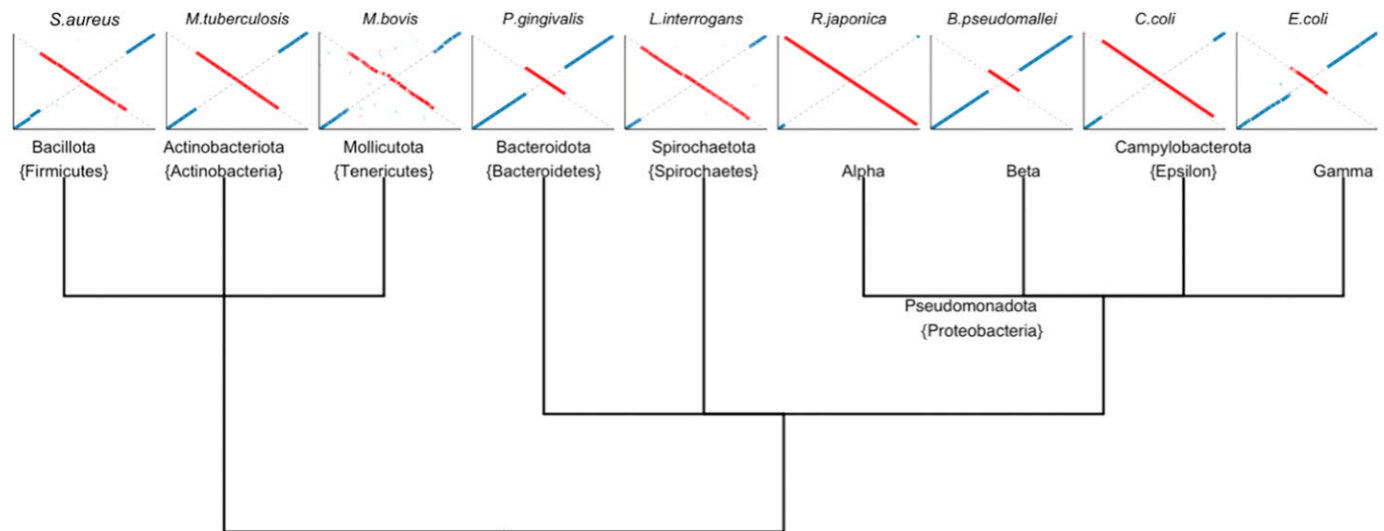 S.aureus M.tuberculosis M.bovis P.gingivalis L.interrogans R.japonica B.pseudomallei C.coli E.coli
Bacillota Actinobacteriota Mollicutota Bacteroidota Spirochaetota Campylobacterota
{Firmicutes} {Actinobacteria} {Tenericutes} {Bacteroidetes} {Spirochaetes} Alpha Beta {Epsilon} Gamma
Pseudomonadota
{Proteobacteria}